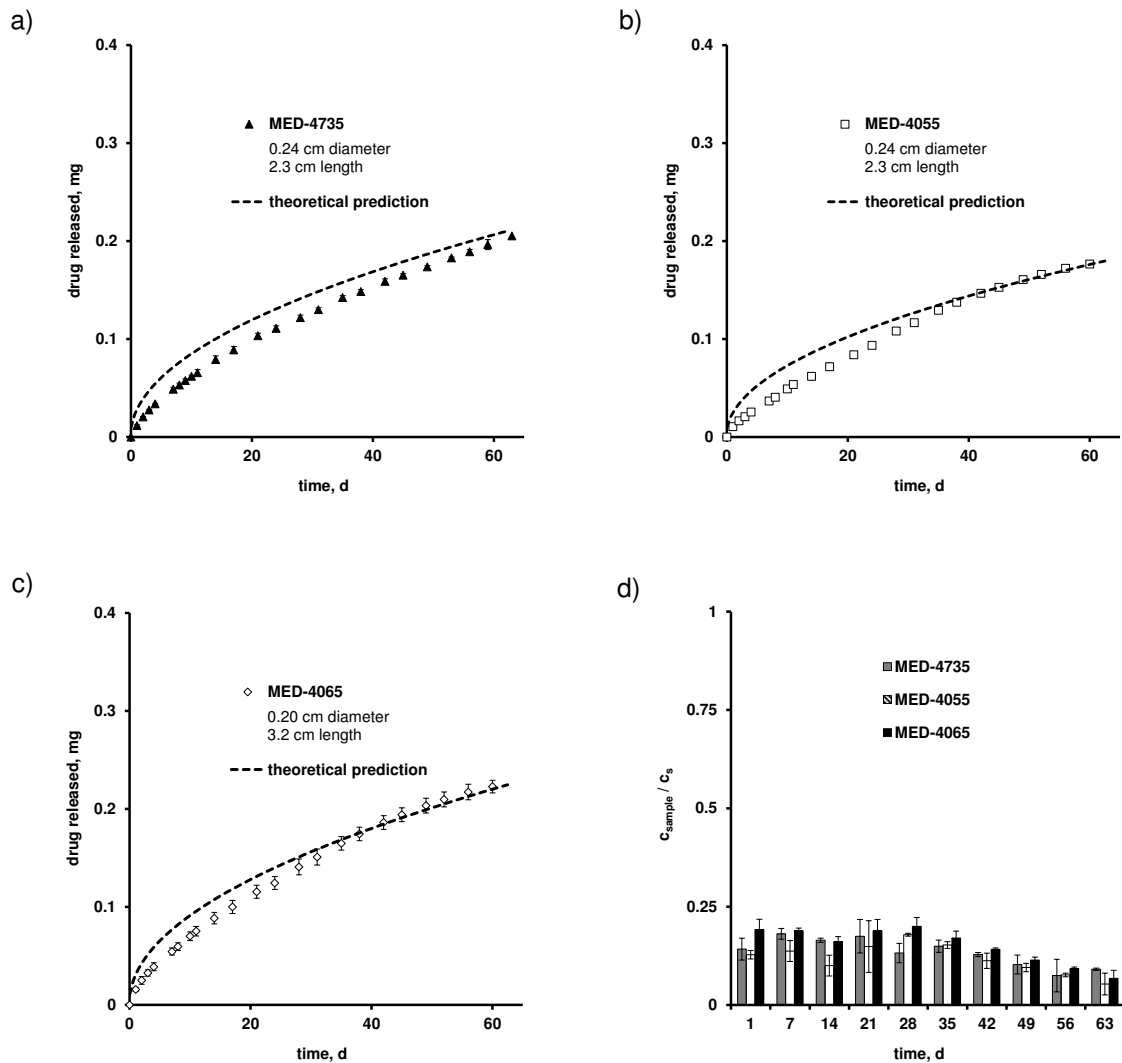 a)
0.4
0.3
0.2
0.1
0
drug released, mg
MED-4735
0.24 cm diameter
2.3 cm length
theoretical prediction
0 20 40 60
time, d
b)
0.4
0.3
0.2
0.1
0
drug released, mg
MED-4055
0.24 cm diameter
2.3 cm length
theoretical prediction
0 20 40 60
time, d
c)
0.4
0.3
0.2
0.1
0
drug released, mg
MED-4065
0.20 cm diameter
3.2 cm length
theoretical prediction
0 20 40 60
time, d
d)
1
0.75
0.5
0.25
0
c_sample / c_s
MED-4735
MED-4055
MED-4065
1 7 14 21 28 35 42 49 56 63
time, d